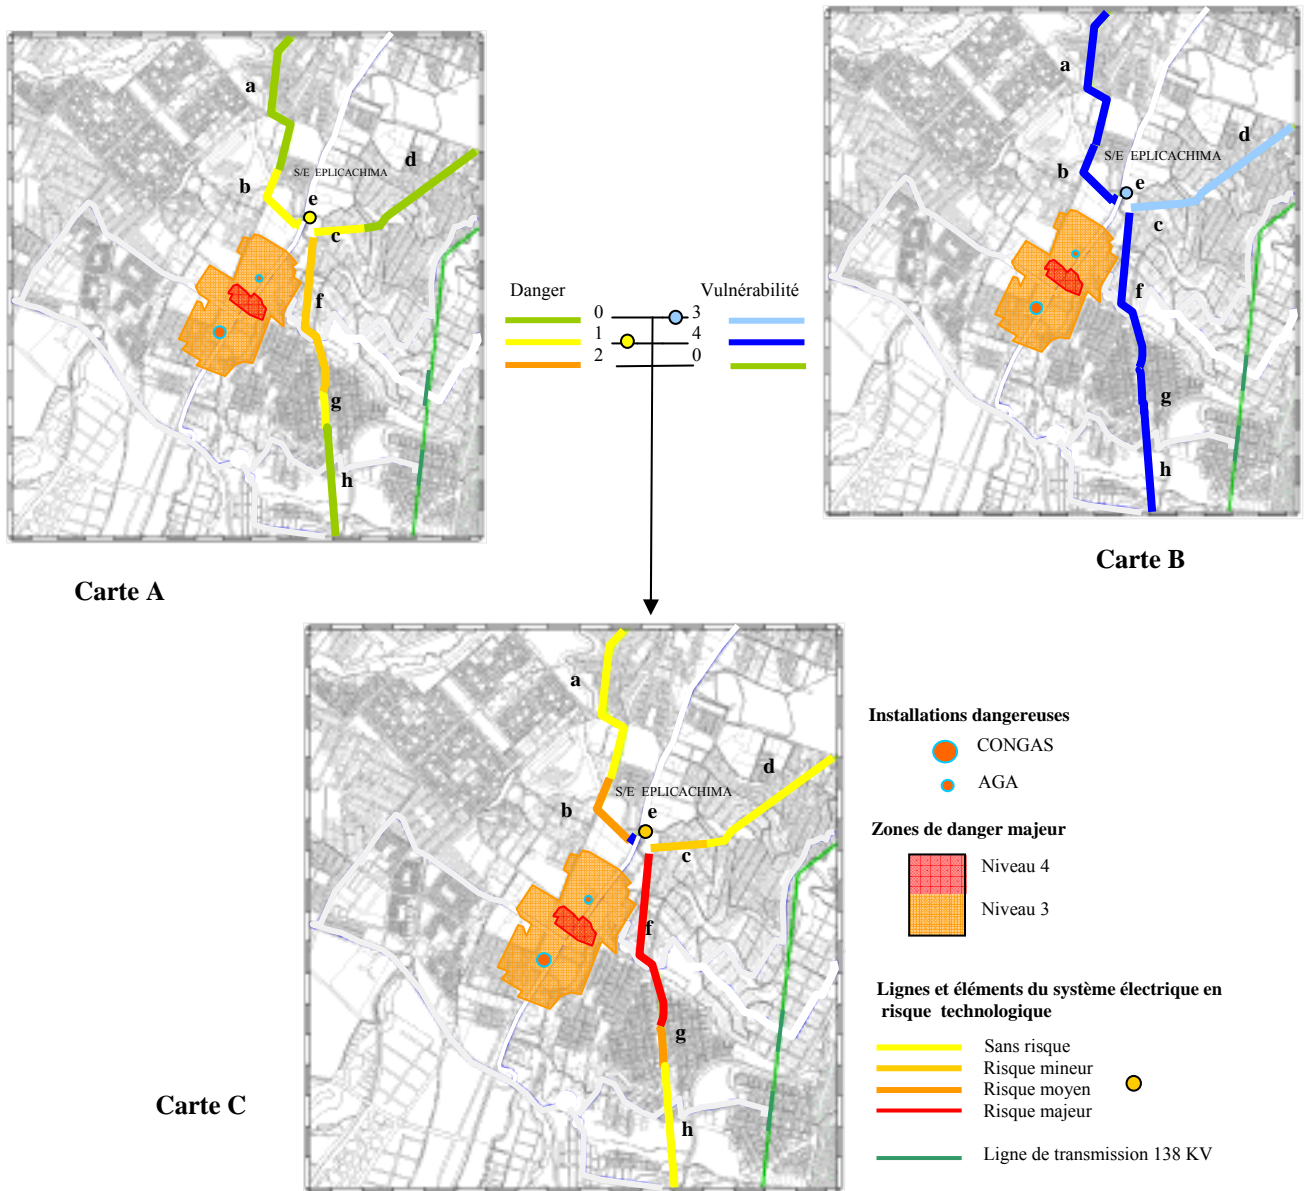 a
S/E EPLICACHIMA
b
d
e
c
f
g
h
Carte A
Danger
Vulnérabilité
0
3
1
4
2
0
a
S/E EPLICACHIMA
b
d
e
c
f
g
h
Carte B
a
S/E EPLICACHIMA
b
d
e
c
f
g
h
Carte C
Installations dangereuses
CONGAS
AGA
Zones de danger majeur
Niveau 4
Niveau 3
Lignes et éléments du système électrique en
risque technologique
Sans risque
Risque mineur
Risque moyen
Risque majeur
Ligne de transmission 138 KV